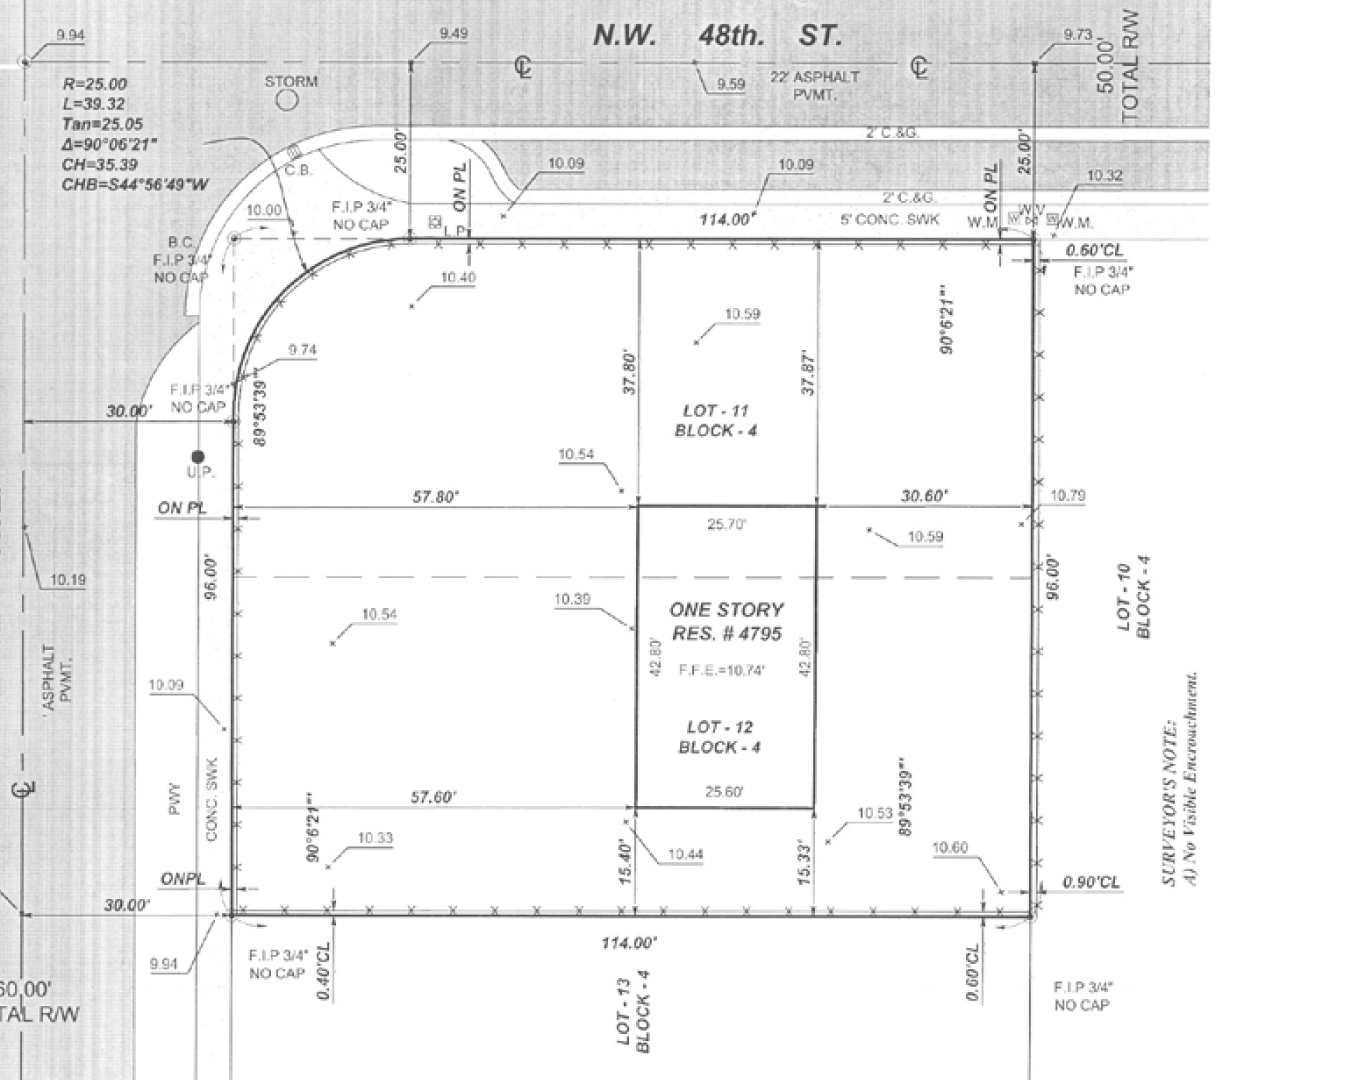 9.94
9.49
N.W. 48th. ST.
9.73
50.00'
TOTAL R/W
℄
℄
R=25.00
L=39.32
Tan=25.05
Δ=90°06'21"
CH=35.39
CHB=S44°56'49"W
STORM
9.59
22' ASPHALT
PVMT.
25.00'
2' C.&G.
25.00'
C.B.
ON PL
10.09
10.09
ON PL
10.32
10.00
F.I.P 3/4"
NO CAP
L.P.
114.00'
2' C.&G.
5' CONC. SWK
W.M.
W.V
W.M.
B.C.
F.I.P 3/4"
NO CAP
0.60'CL
F.I.P 3/4"
NO CAP
10.40
10.59
90°6'21"'
9.74
37.80'
37.87'
F.I.P 3/4"
NO CAP
30.00'
89°53'39"'
LOT - 11
BLOCK - 4
10.54
U.P.
ON PL
57.80'
30.60'
10.79
25.70'
10.59
96.00'
96.00'
LOT - 10
BLOCK - 4
10.19
10.54
10.39
ONE STORY
RES. # 4795
42.80'
42.80'
F.F.E.=10.74'
' ASPHALT
PVMT.
10.09
LOT - 12
BLOCK - 4
SURVEYOR'S NOTE:
A) No Visible Encroachment.
℄
PWY
CONC. SWK
57.60'
25.60'
90°6'21"'
10.33
10.44
10.53
89°53'39"'
10.60
15.40'
15.33'
ONPL
0.90'CL
30.00'
9.94
F.I.P 3/4"
NO CAP
0.40'CL
114.00'
LOT - 13
BLOCK - 4
0.60'CL
F.I.P 3/4"
NO CAP
60.00'
TAL R/W